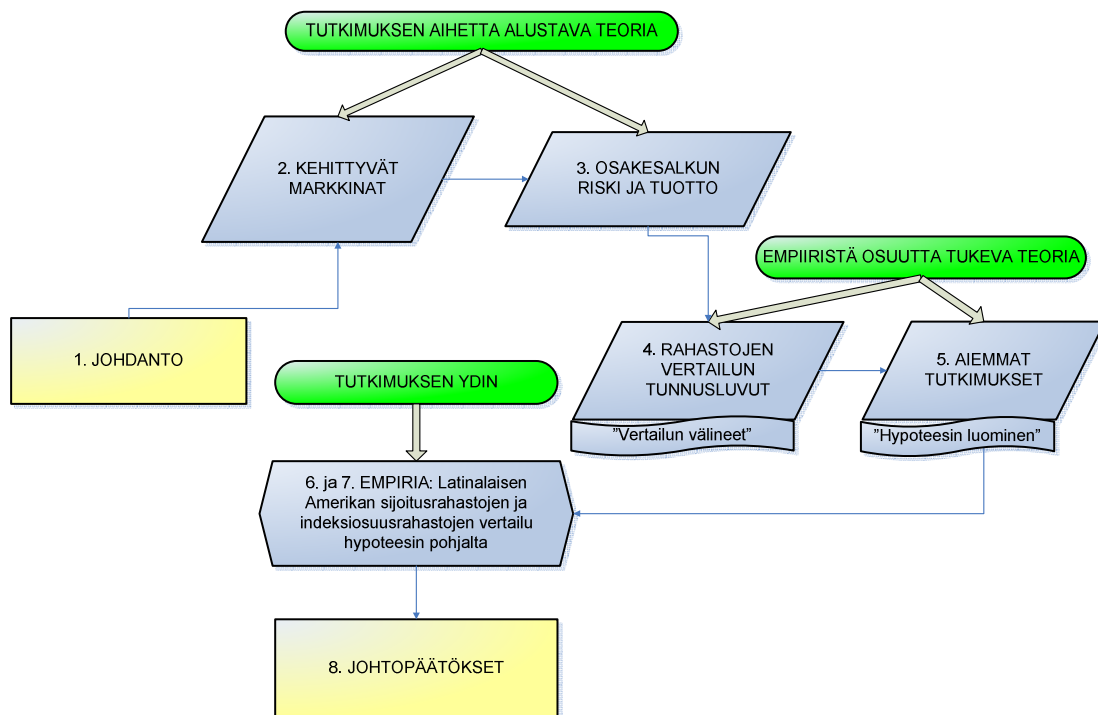 TUTKIMUKSEN AIHETTA ALUSTAVA TEORIA
2. KEHITTYVÄT
MARKKINAT
3. OSAKESALKUN
RISKI JA TUOTTO
EMPIIRISTÄ OSUUTTA TUKEVA TEORIA
1. JOHDANTO
4. RAHASTOJEN
VERTAILUN
TUNNUSLUVUT
5. AIEMMAT
TUTKIMUKSET
TUTKIMUKSEN YDIN
”Vertailun välineet”
”Hypoteesin luominen”
6. ja 7. EMPIRIA: Latinalaisen
Amerikan sijoitusrahastojen ja
indeksiosuusrahastojen vertailu
hypoteesin pohjalta
8. JOHTOPÄÄTÖKSET